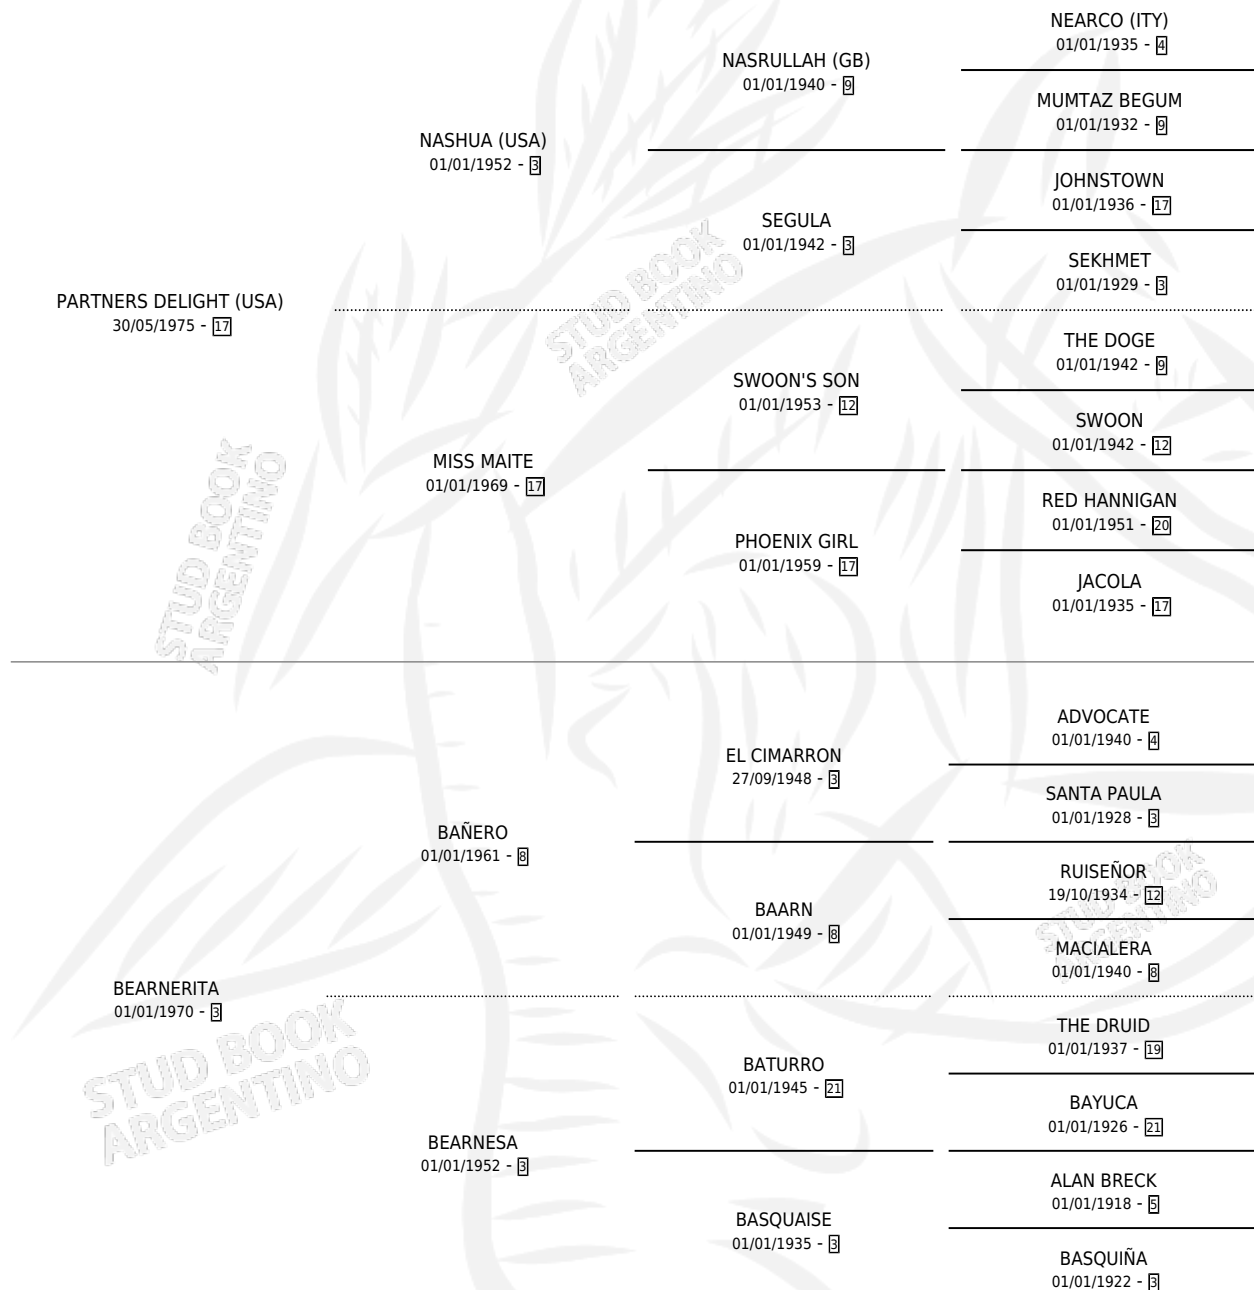 NEARCO (ITY)
01/01/1935 - 4
NASRULLAH (GB)
01/01/1940 - 9
MUMTAZ BEGUM
01/01/1932 - 9
NASHUA (USA)
01/01/1952 - 3
JOHNSTOWN
01/01/1936 - 17
SEGULA
01/01/1942 - 3
SEKHMET
01/01/1929 - 3
PARTNERS DELIGHT (USA)
30/05/1975 - 17
THE DOGE
01/01/1942 - 9
SWOON'S SON
01/01/1953 - 12
SWOON
01/01/1942 - 12
MISS MAITE
01/01/1969 - 17
RED HANNIGAN
01/01/1951 - 20
PHOENIX GIRL
01/01/1959 - 17
JACOLA
01/01/1935 - 17
STUD BOOK
ARGENTINO
STUD BOOK
ARGENTINO
ADVOCATE
01/01/1940 - 4
EL CIMARRON
27/09/1948 - 3
SANTA PAULA
01/01/1928 - 3
BAÑERO
01/01/1961 - 8
RUISEÑOR
19/10/1934 - 12
BAARN
01/01/1949 - 8
MACIALERA
01/01/1940 - 8
STUD BOOK
ARGENTINO
BEARNERITA
01/01/1970 - 3
THE DRUID
01/01/1937 - 19
BATURRO
01/01/1945 - 21
BAYUCA
01/01/1926 - 21
BEARNESA
01/01/1952 - 3
ALAN BRECK
01/01/1918 - 5
BASQUAISE
01/01/1935 - 3
BASQUIÑA
01/01/1922 - 3
STUD BOOK
ARGENTINO